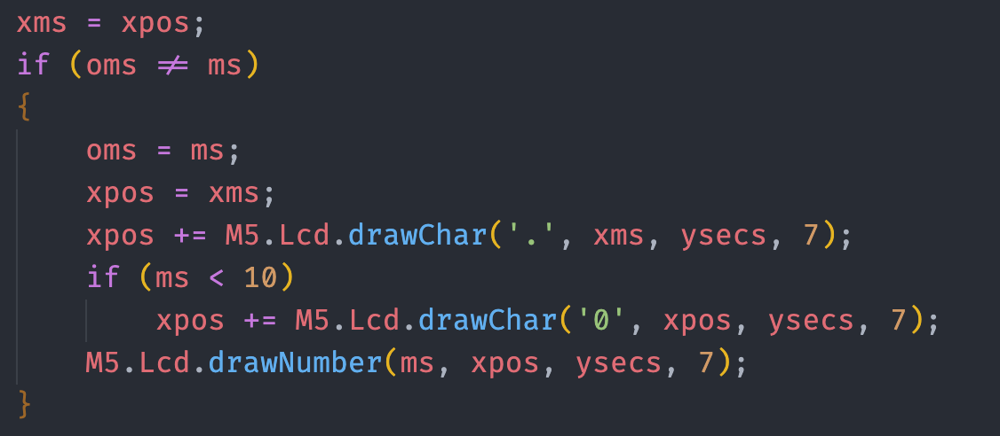 xms = xpos;
if (oms != ms)
{
    oms = ms;
    xpos = xms;
    xpos += M5.Lcd.drawChar('.', xms, ysecs, 7);
    if (ms < 10)
        xpos += M5.Lcd.drawChar('0', xpos, ysecs, 7);
    M5.Lcd.drawNumber(ms, xpos, ysecs, 7);
}